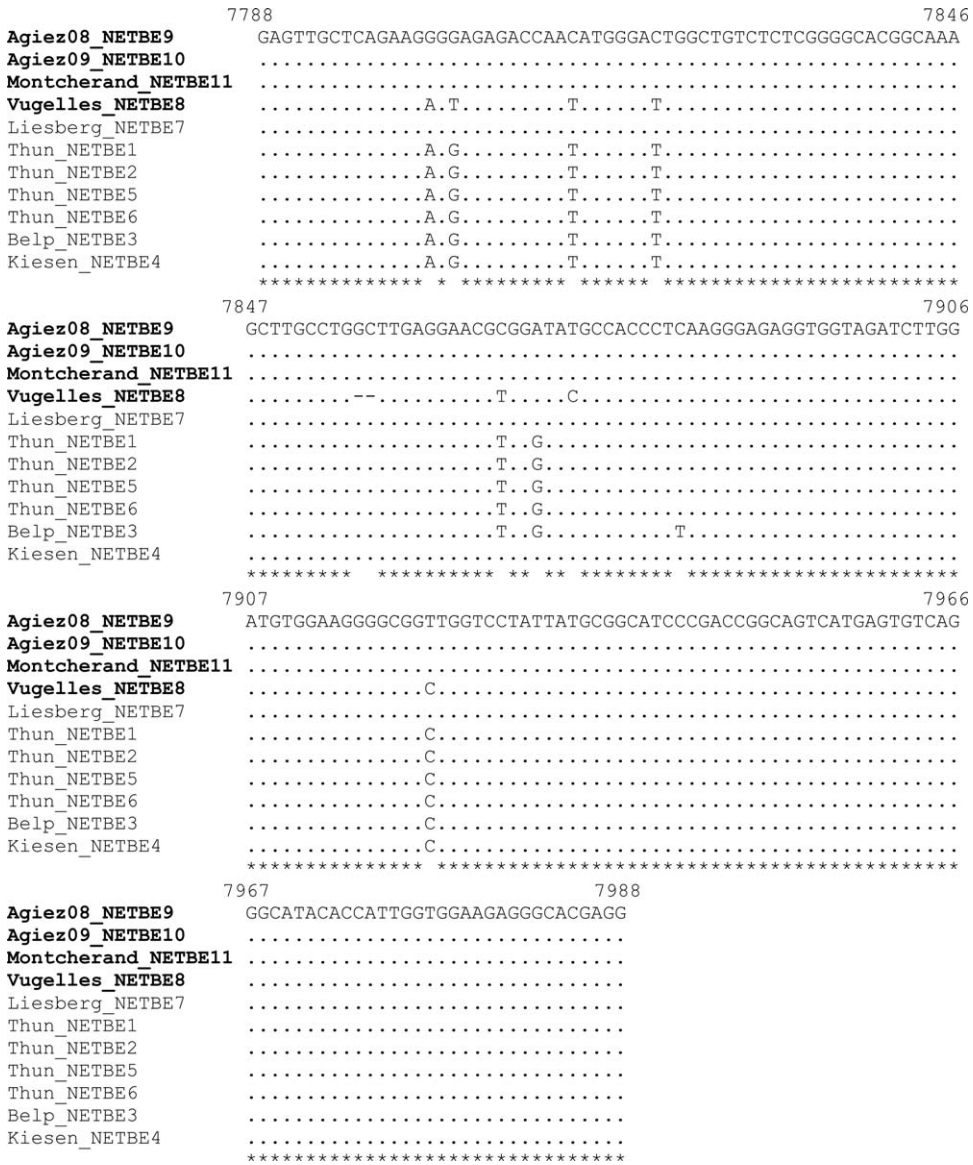 7788 7846
Agiez08_NETBE9 GAGTTGCTCAGAAGGGGAGAGACCAACATGGGACTGGCTGTCTCTCGGGGCACGGCAAA
Agiez09_NETBE10 ...........................................................
Montcherand_NETBE11 ...........................................................
Vugelles_NETBE8 ..............A.T.........T......T.........................
Liesberg_NETBE7 ...........................................................
Thun_NETBE1 ..............A.G.........T......T.........................
Thun_NETBE2 ..............A.G.........T......T.........................
Thun_NETBE5 ..............A.G.........T......T.........................
Thun_NETBE6 ..............A.G.........T......T.........................
Belp_NETBE3 ..............A.G.........T......T.........................
Kiesen_NETBE4 ..............A.G.........T......T.........................
************** * ********* ****** *************************
7847 7906
Agiez08_NETBE9 GCTTGCCTGGCTTGAGGAACGCGGATATGCCACCCTCAAGGGAGAGGTGGTAGATCTTGG
Agiez09_NETBE10 ............................................................
Montcherand_NETBE11 ............................................................
Vugelles_NETBE8 .........--..........T.....C................................
Liesberg_NETBE7 ............................................................
Thun_NETBE1 .....................T..G...................................
Thun_NETBE2 .....................T..G...................................
Thun_NETBE5 .....................T..G...................................
Thun_NETBE6 .....................T..G...................................
Belp_NETBE3 .....................T..G...........T.......................
Kiesen_NETBE4 ............................................................
*********  ********** ** ** ******** ***********************
7907 7966
Agiez08_NETBE9 ATGTGGAAGGGGCGGTTGGTCCTATTATGCGGCATCCCGACCGGCAGTCATGAGTGTCAG
Agiez09_NETBE10 ............................................................
Montcherand_NETBE11 ............................................................
Vugelles_NETBE8 ...............C............................................
Liesberg_NETBE7 ............................................................
Thun_NETBE1 ...............C............................................
Thun_NETBE2 ...............C............................................
Thun_NETBE5 ...............C............................................
Thun_NETBE6 ...............C............................................
Belp_NETBE3 ...............C............................................
Kiesen_NETBE4 ...............C............................................
*************** ********************************************
7967 7988
Agiez08_NETBE9 GGCATACACCATTGGTGGAAGAGGGCACGAGG
Agiez09_NETBE10 ................................
Montcherand_NETBE11 ................................
Vugelles_NETBE8 ................................
Liesberg_NETBE7 ................................
Thun_NETBE1 ................................
Thun_NETBE2 ................................
Thun_NETBE5 ................................
Thun_NETBE6 ................................
Belp_NETBE3 ................................
Kiesen_NETBE4 ................................
********************************